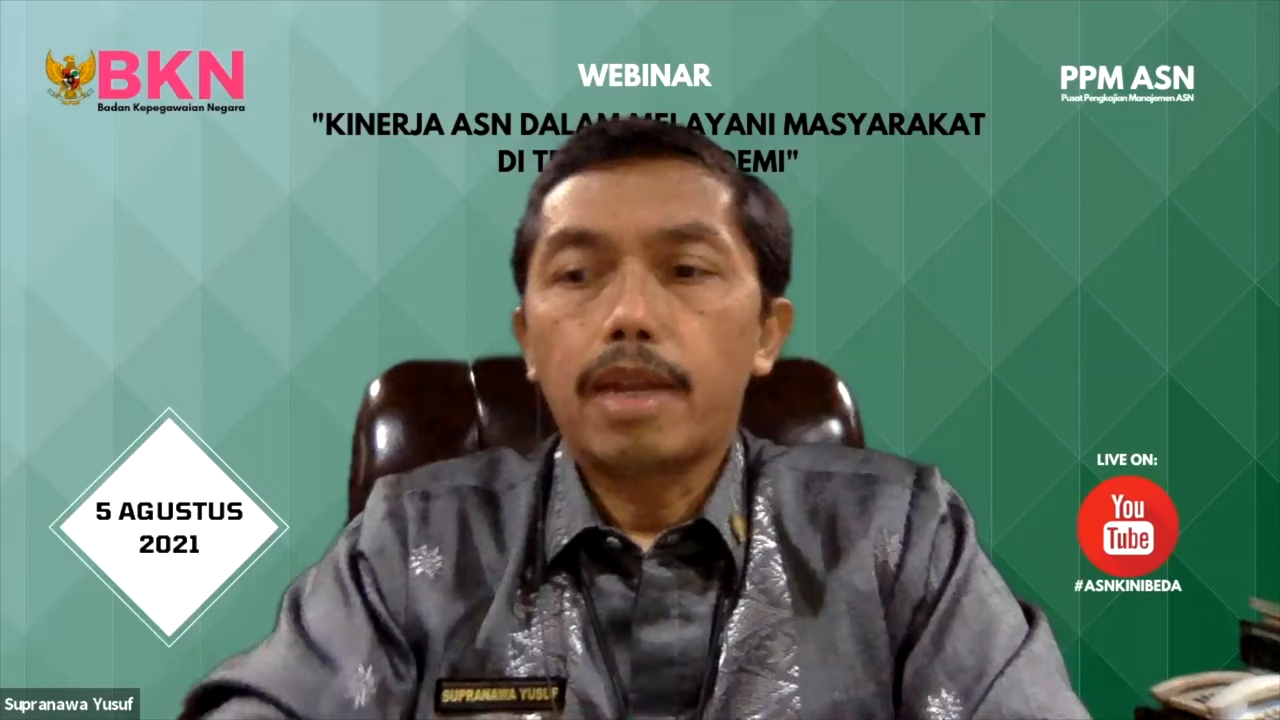 BKN
Badan Kepegawaian Negara
WEBINAR
"KINERJA ASN DALAM MELAYANI MASYARAKAT
DI
PPM ASN
Pusat Pengkajian Manajemen ASN
5 AGUSTUS
2021
LIVE ON:
You
Tube
#ASNKINIBEDA
SUPRANAWA YUSUF
Supranawa Yusuf